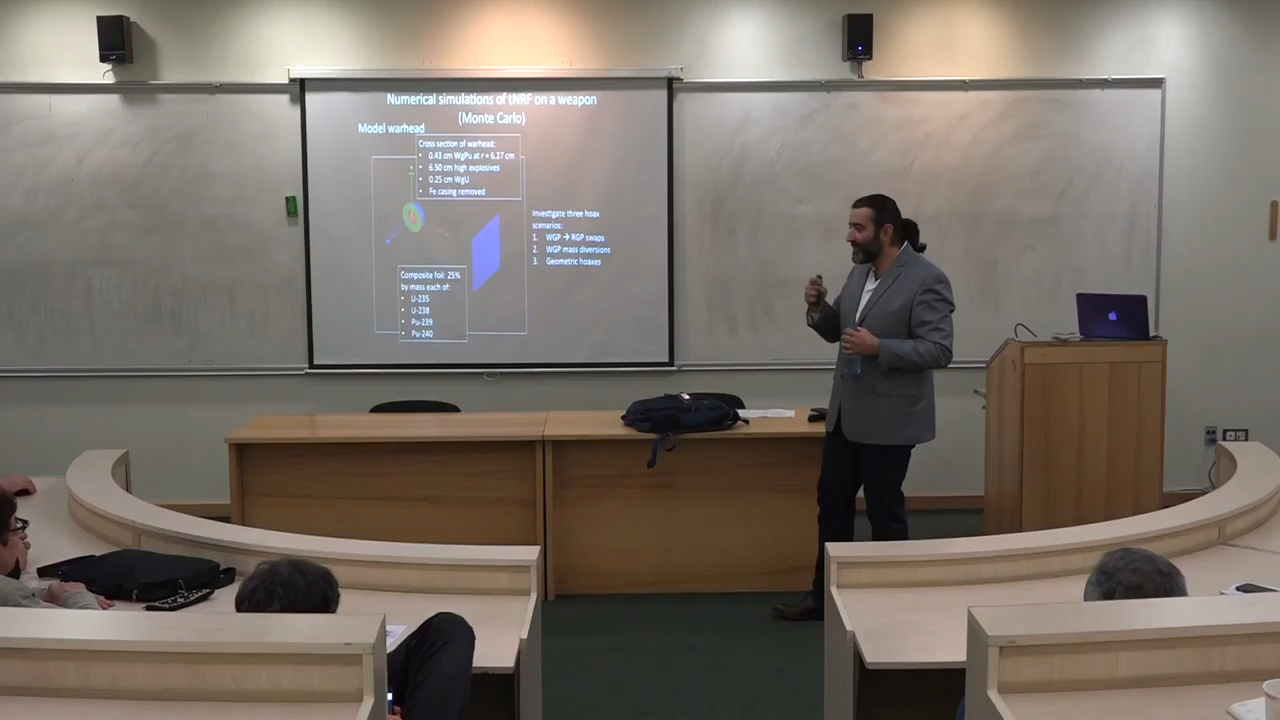 Numerical simulations of tNRF on a weapon
(Monte Carlo)
Model warhead
Cross section of warhead:
• 0.43 cm WgPu at r = 6.27 cm
• 6.50 cm high explosives
• 0.25 cm WgU
• Fe casing removed
Investigate three hoax
scenarios:
1. WGP → RGP swaps
2. WGP mass diversions
3. Geometric hoaxes
Composite foil: 25%
by mass each of:
• U-235
• U-238
• Pu-239
• Pu-240